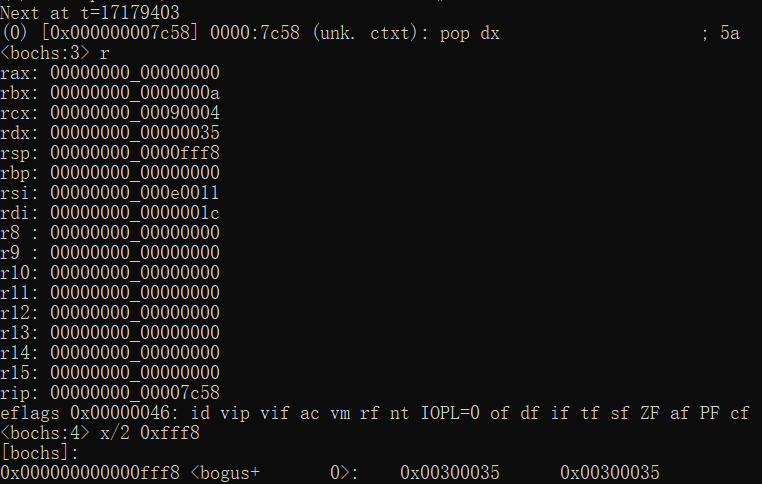 Next at t=17179403
(0) [0x000000007c58] 0000:7c58 (unk. ctxt): pop dx ; 5a
<bochs:3> r
rax: 00000000_00000000
rbx: 00000000_0000000a
rcx: 00000000_00090004
rdx: 00000000_00000035
rsp: 00000000_0000fff8
rbp: 00000000_00000000
rsi: 00000000_000e0011
rdi: 00000000_0000001c
r8 : 00000000_00000000
r9 : 00000000_00000000
r10: 00000000_00000000
r11: 00000000_00000000
r12: 00000000_00000000
r13: 00000000_00000000
r14: 00000000_00000000
r15: 00000000_00000000
rip: 00000000_00007c58
eflags 0x00000046: id vip vif ac vm rf nt IOPL=0 of df if tf sf ZF af PF cf
<bochs:4> x/2 0xfff8
[bochs]:
0x000000000000fff8 <bogus+ 0>: 0x00300035 0x00300035